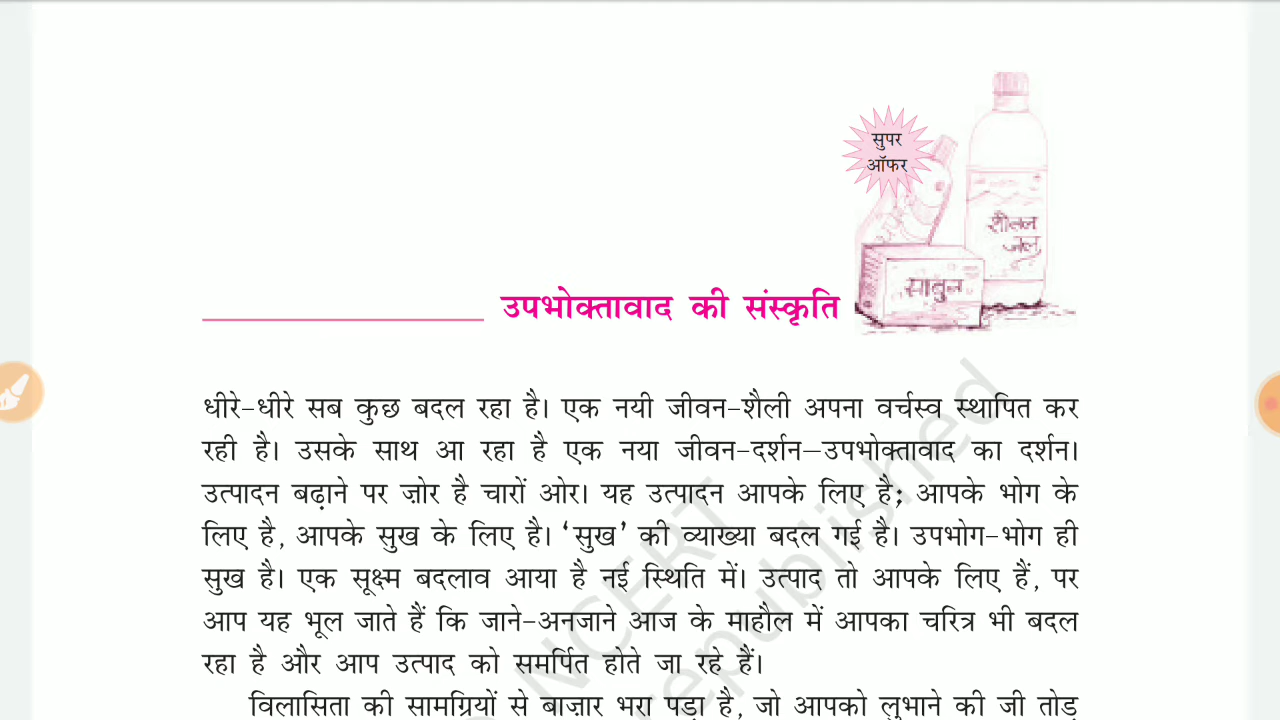 सुपर
ऑफर
शीतल
जल
साबुन
उपभोक्तावाद की संस्कृति
धीरे-धीरे सब कुछ बदल रहा है। एक नयी जीवन-शैली अपना वर्चस्व स्थापित कर
रही है। उसके साथ आ रहा है एक नया जीवन-दर्शन—उपभोक्तावाद का दर्शन।
उत्पादन बढ़ाने पर ज़ोर है चारों ओर। यह उत्पादन आपके लिए है; आपके भोग के
लिए है, आपके सुख के लिए है। ‘सुख’ की व्याख्या बदल गई है। उपभोग-भोग ही
सुख है। एक सूक्ष्म बदलाव आया है नई स्थिति में। उत्पाद तो आपके लिए हैं, पर
आप यह भूल जाते हैं कि जाने-अनजाने आज के माहौल में आपका चरित्र भी बदल
रहा है और आप उत्पाद को समर्पित होते जा रहे हैं।
विलासिता की सामग्रियों से बाज़ार भरा पड़ा है, जो आपको लुभाने की जी तोड़
NCERT
republished